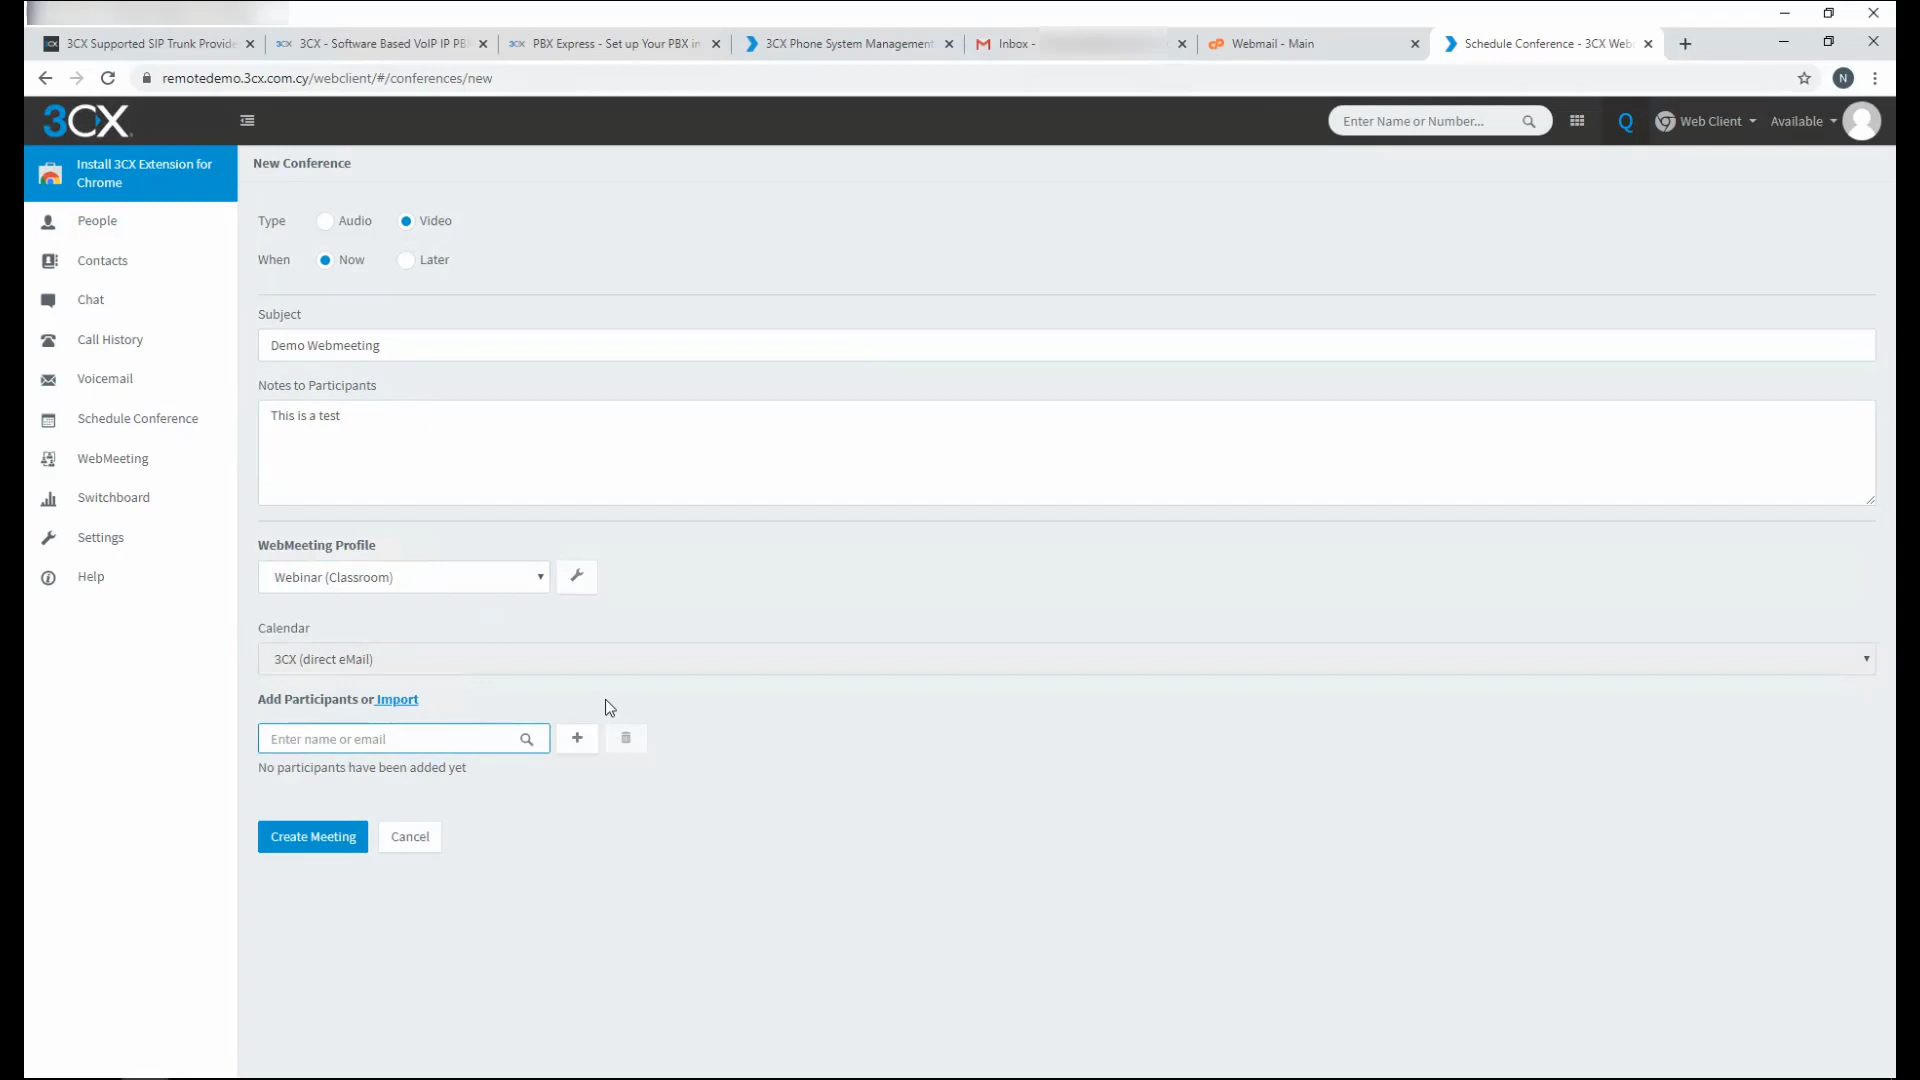 3CX Supported SIP Trunk Provide
3CX - Software Based VoIP IP PBX
PBX Express - Set up Your PBX in
3CX Phone System Management
Inbox -
Webmail - Main
Schedule Conference - 3CX Web
remotedemo.3cx.com.cy/webclient/#/conferences/new
N
3CX
Enter Name or Number...
Q
Web Client
Available
Install 3CX Extension for
Chrome
People
Contacts
Chat
Call History
Voicemail
Schedule Conference
WebMeeting
Switchboard
Settings
Help
New Conference
Type Audio Video
When Now Later
Subject
Demo Webmeeting
Notes to Participants
This is a test
WebMeeting Profile
Webinar (Classroom)
Calendar
3CX (direct eMail)
Add Participants or Import
Enter name or email
No participants have been added yet
Create Meeting Cancel